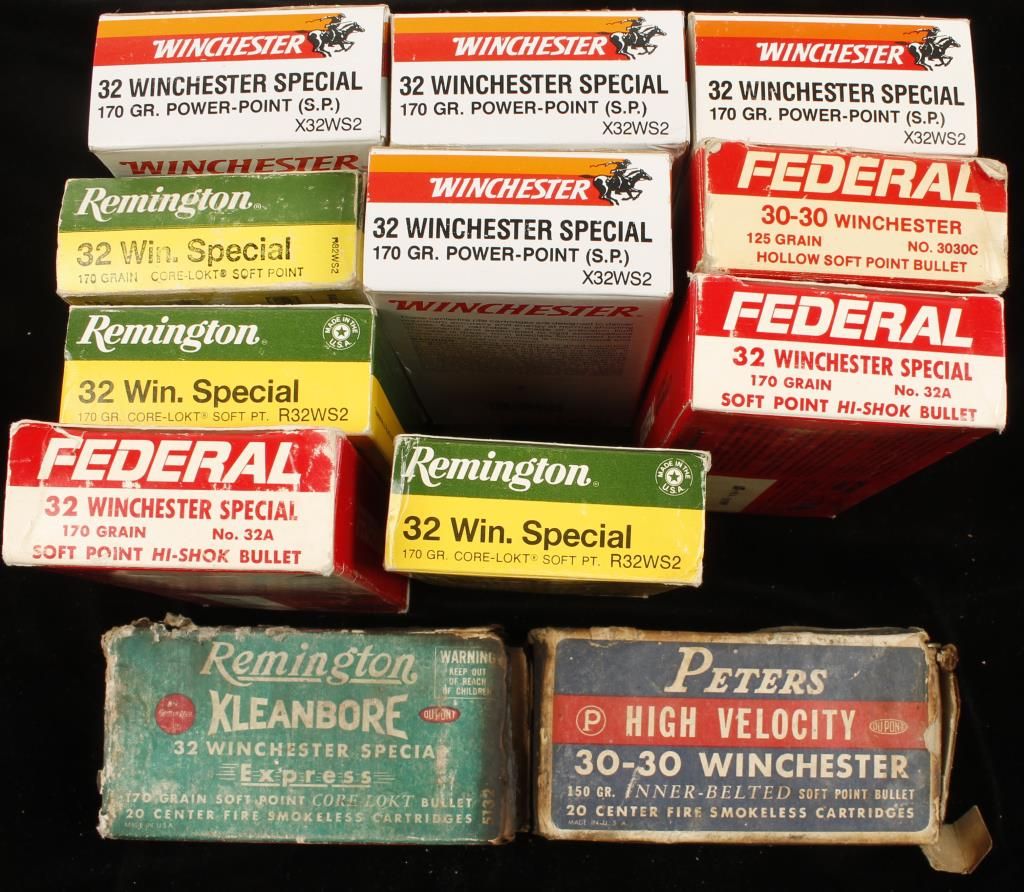 WINCHESTER
32 WINCHESTER SPECIAL
170 GR. POWER-POINT (S.P.)
X32WS2
WINCHESTER
WINCHESTER
32 WINCHESTER SPECIAL
170 GR. POWER-POINT (S.P.)
X32WS2
WINCHESTER
32 WINCHESTER SPECIAL
170 GR. POWER-POINT (S.P.)
X32WS2
Remington®
32 Win. Special
170 GRAIN CORE-LOKT® SOFT POINT
WINCHESTER
32 WINCHESTER SPECIAL
170 GR. POWER-POINT (S.P.)
X32WS2
WINCHESTER
FEDERAL
30-30 WINCHESTER
125 GRAIN NO. 3030C
HOLLOW SOFT POINT BULLET
Remington®
MADE IN THE U.S.A.
32 Win. Special
170 GR. CORE-LOKT® SOFT PT. R32WS2
FEDERAL
32 WINCHESTER SPECIAL
170 GRAIN No. 32A
SOFT POINT HI-SHOK BULLET
FEDERAL
32 WINCHESTER SPECIAL
170 GRAIN No. 32A
SOFT POINT HI-SHOK BULLET
Remington®
MADE IN THE U.S.A.
32 Win. Special
170 GR. CORE-LOKT® SOFT PT. R32WS2
Remington
WARNING
KEEP OUT
OF REACH
OF CHILDREN
KLEANBORE
DU PONT
32 WINCHESTER SPECIA
Express
170 GRAIN SOFT POINT CORE LOKT BULLET
20 CENTER FIRE SMOKELESS CARTRIDGES
MADE IN U.S.A.
5132
PETERS
P HIGH VELOCITY DU PONT
30-30 WINCHESTER
150 GR. INNER-BELTED SOFT POINT BULLET
20 CENTER FIRE SMOKELESS CARTRIDGES
MADE IN U.S.A.